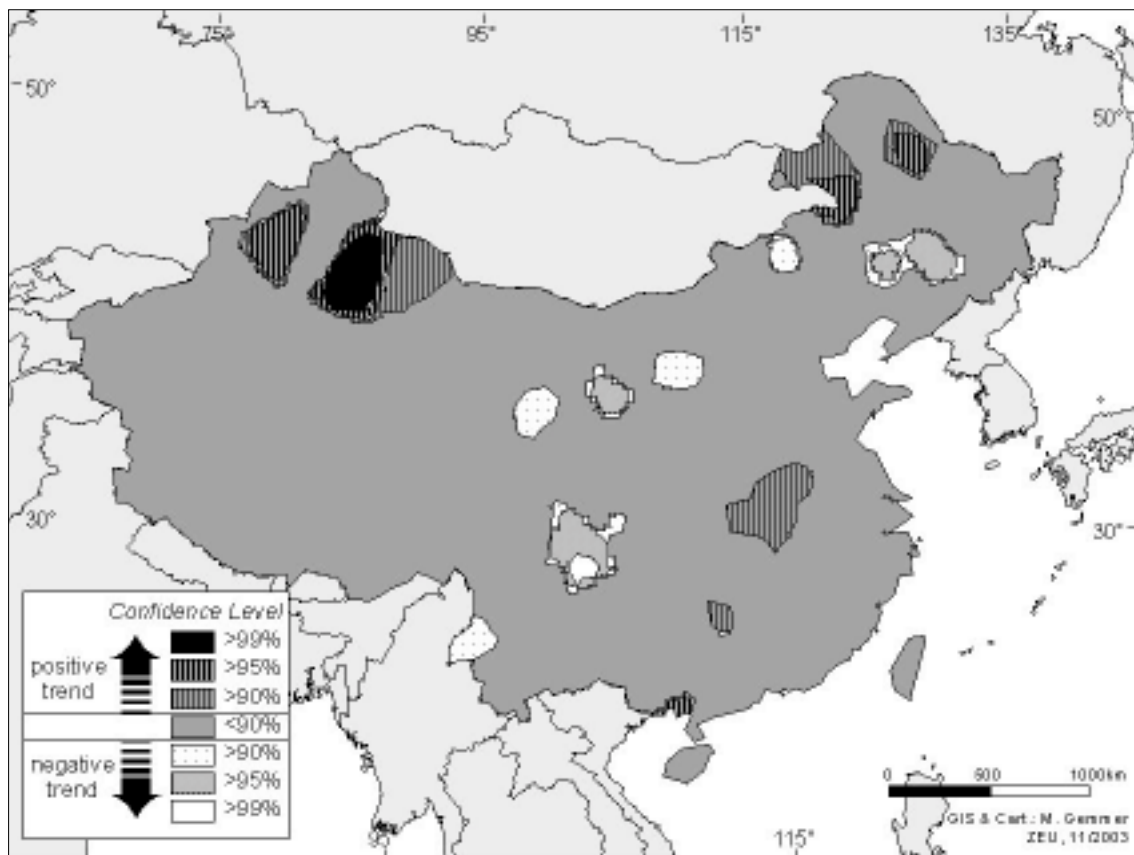 75°
95°
115°
135°
50°
50°
30°
30°
Confidence Level
positive trend
>99%
>95%
>90%
<90%
negative trend
>90%
>95%
>99%
95
115°
0 500 1000km
GIS & Cart.: M. Gemmer
ZEU, 11/2003